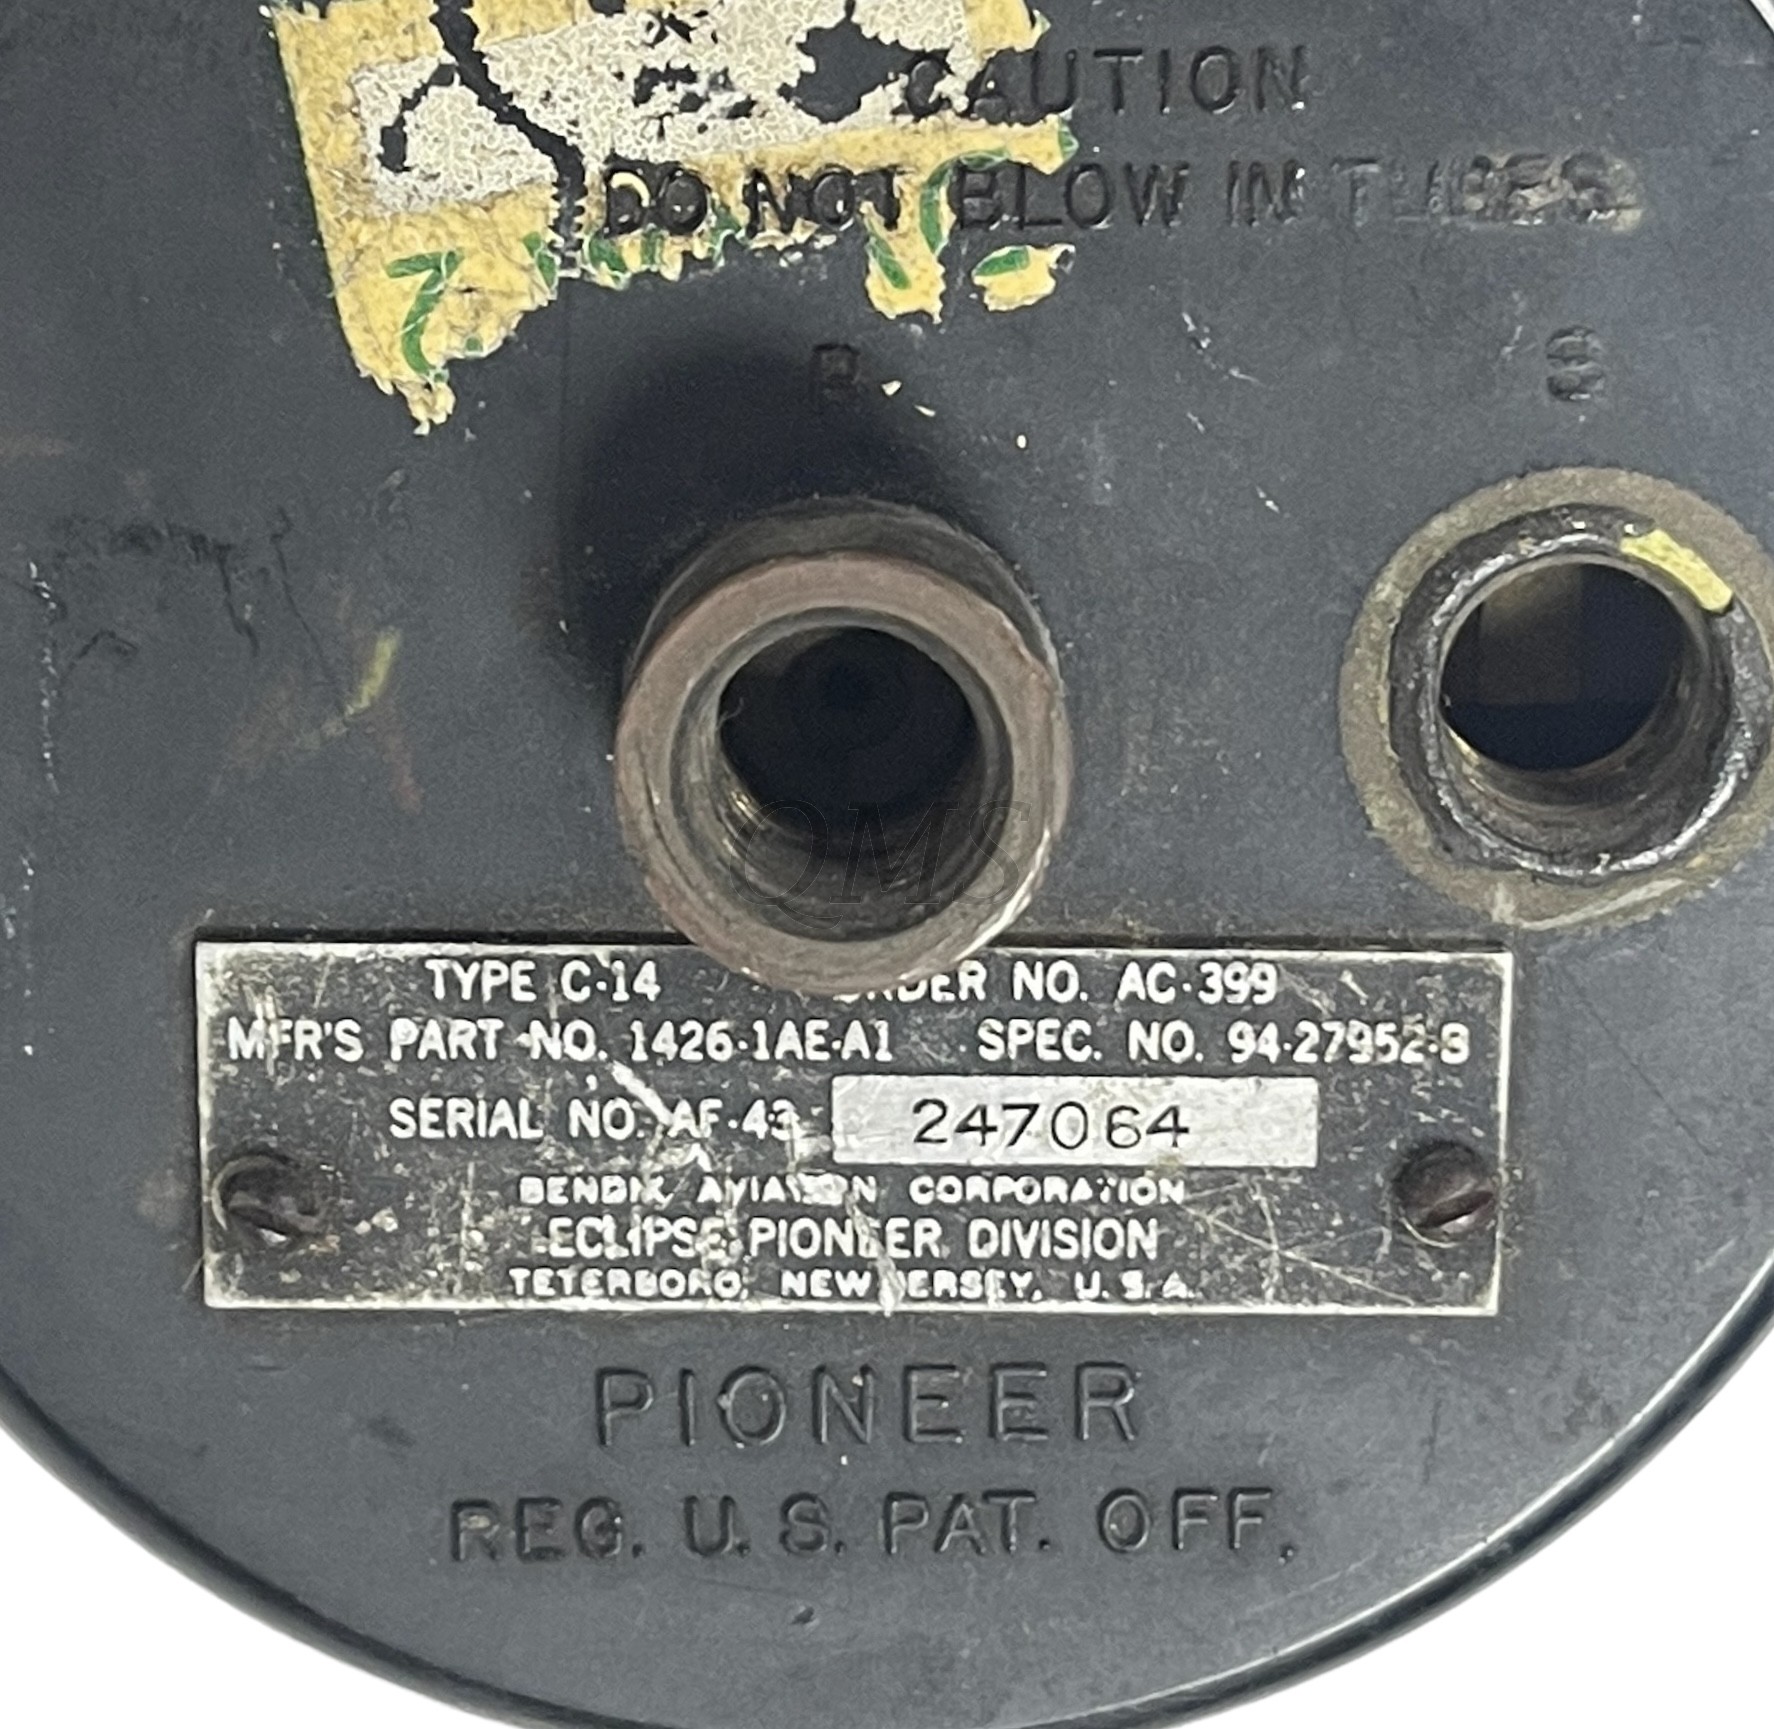 CAUTION
DO NOT BLOW IN TUBES
P S
QMS
TYPE C-14 ORDER NO. AC-399
MFR'S PART NO. 1426-1AE-A1 SPEC. NO. 94-27952-B
SERIAL NO. AF-43 247064
BENDIX AVIATION CORPORATION
ECLIPSE PIONEER DIVISION
TETERBORO, NEW JERSEY, U.S.A.
PIONEER
REG. U.S. PAT. OFF.